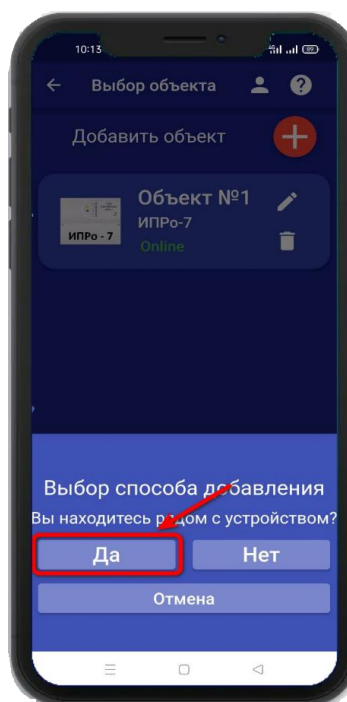 10:13
Выбор объекта
Добавить объект
Объект №1
ИПРо-7
ИПРо - 7
Online
Выбор способа добавления
Вы находитесь рядом с устройством?
Да Нет
Отмена